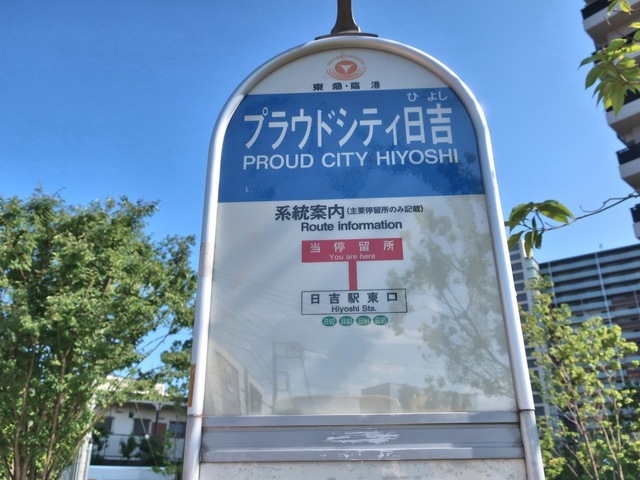 東急・臨港
ひよし
プラウドシティ日吉
PROUD CITY HIYOSHI
系統案内(主要停留所のみ記載)
Route information
当停留所
You are here
日吉駅東口
Hiyoshi Sta.